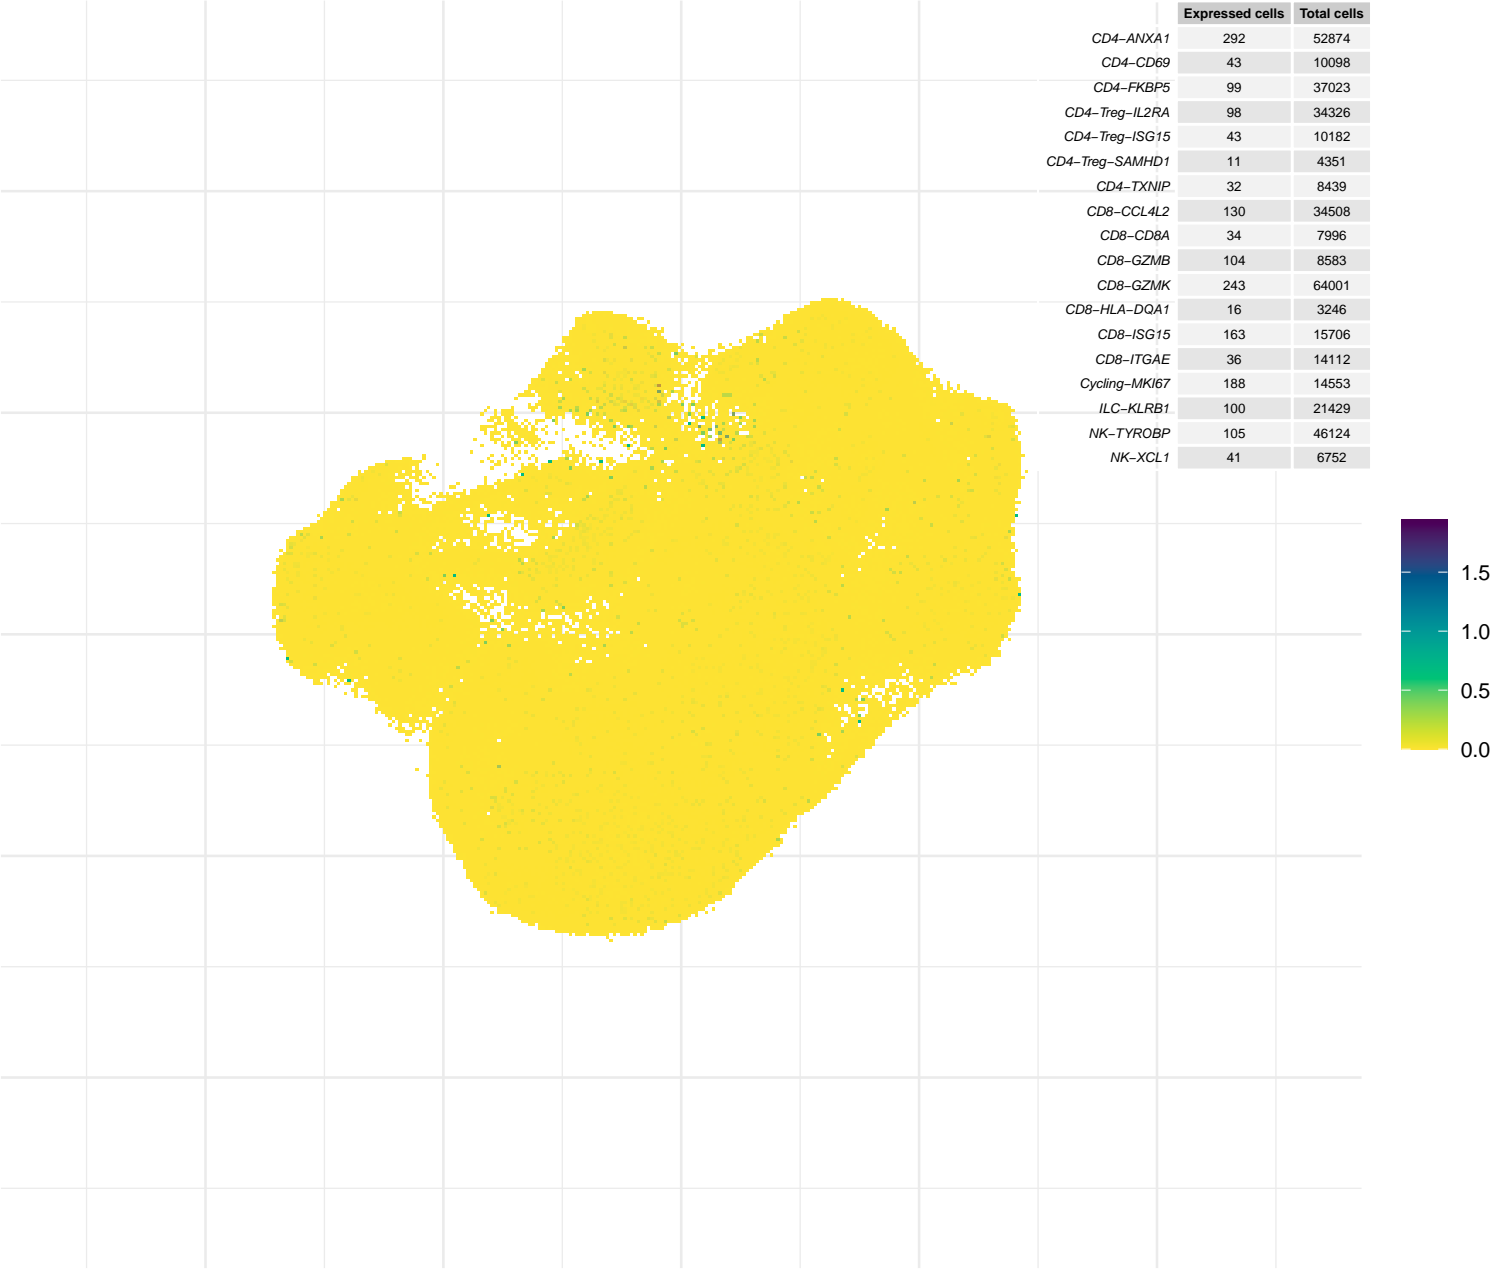 Expressed cells Total cells
CD4−ANXA1 292 52874
CD4−CD69 43 10098
CD4−FKBP5 99 37023
CD4−Treg−IL2RA 98 34326
CD4−Treg−ISG15 43 10182
CD4−Treg−SAMHD1 11 4351
CD4−TXNIP 32 8439
CD8−CCL4L2 130 34508
CD8−CD8A 34 7996
CD8−GZMB 104 8583
CD8−GZMK 243 64001
CD8−HLA−DQA1 16 3246
CD8−ISG15 163 15706
CD8−ITGAE 36 14112
Cycling−MKI67 188 14553
ILC−KLRB1 100 21429
NK−TYROBP 105 46124
NK−XCL1 41 6752
1.5
1.0
0.5
0.0